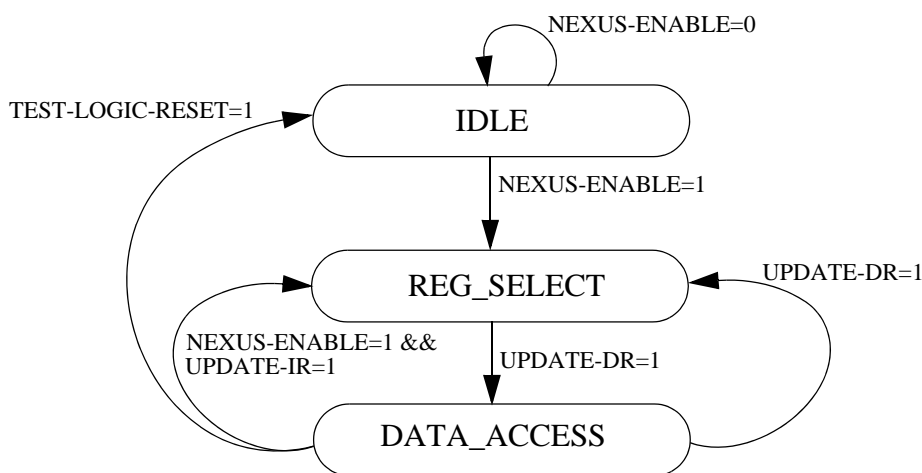 NEXUS-ENABLE=0
TEST-LOGIC-RESET=1
IDLE
NEXUS-ENABLE=1
UPDATE-DR=1
REG_SELECT
NEXUS-ENABLE=1 &&
UPDATE-IR=1
UPDATE-DR=1
DATA_ACCESS